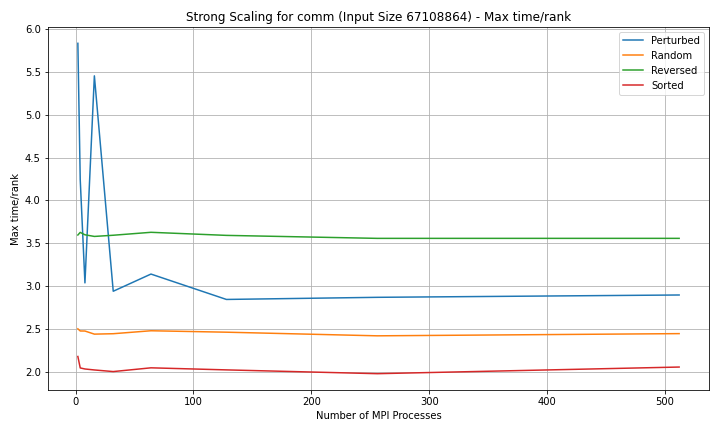 Strong Scaling for comm (Input Size 67108864) - Max time/rank
Perturbed
Random
Reversed
Sorted
Max time/rank
6.0
5.5
5.0
4.5
4.0
3.5
3.0
2.5
2.0
0 100 200 300 400 500
Number of MPI Processes